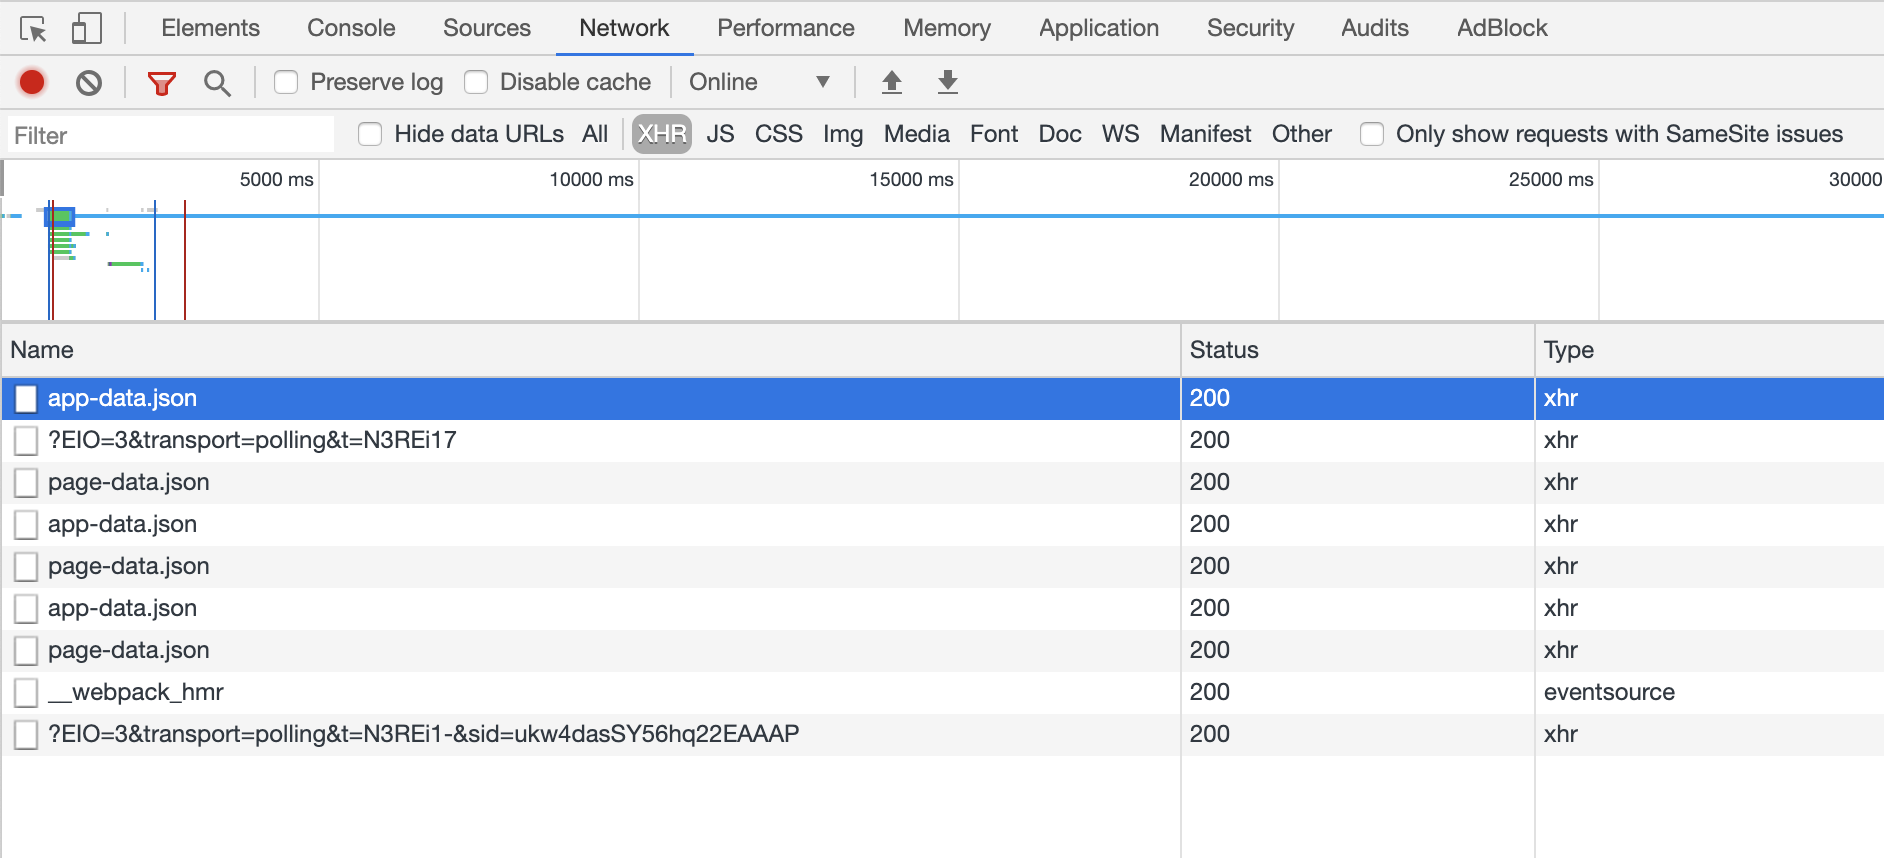 Elements Console Sources Network Performance Memory Application Security Audits AdBlock
Preserve log Disable cache Online
Filter Hide data URLs All XHR JS CSS Img Media Font Doc WS Manifest Other Only show requests with SameSite issues
5000 ms 10000 ms 15000 ms 20000 ms 25000 ms 30000
Name Status Type
app-data.json 200 xhr
?EIO=3&transport=polling&t=N3REi17 200 xhr
page-data.json 200 xhr
app-data.json 200 xhr
page-data.json 200 xhr
app-data.json 200 xhr
page-data.json 200 xhr
__webpack_hmr 200 eventsource
?EIO=3&transport=polling&t=N3REi1-&sid=ukw4dasSY56hq22EAAAP 200 xhr